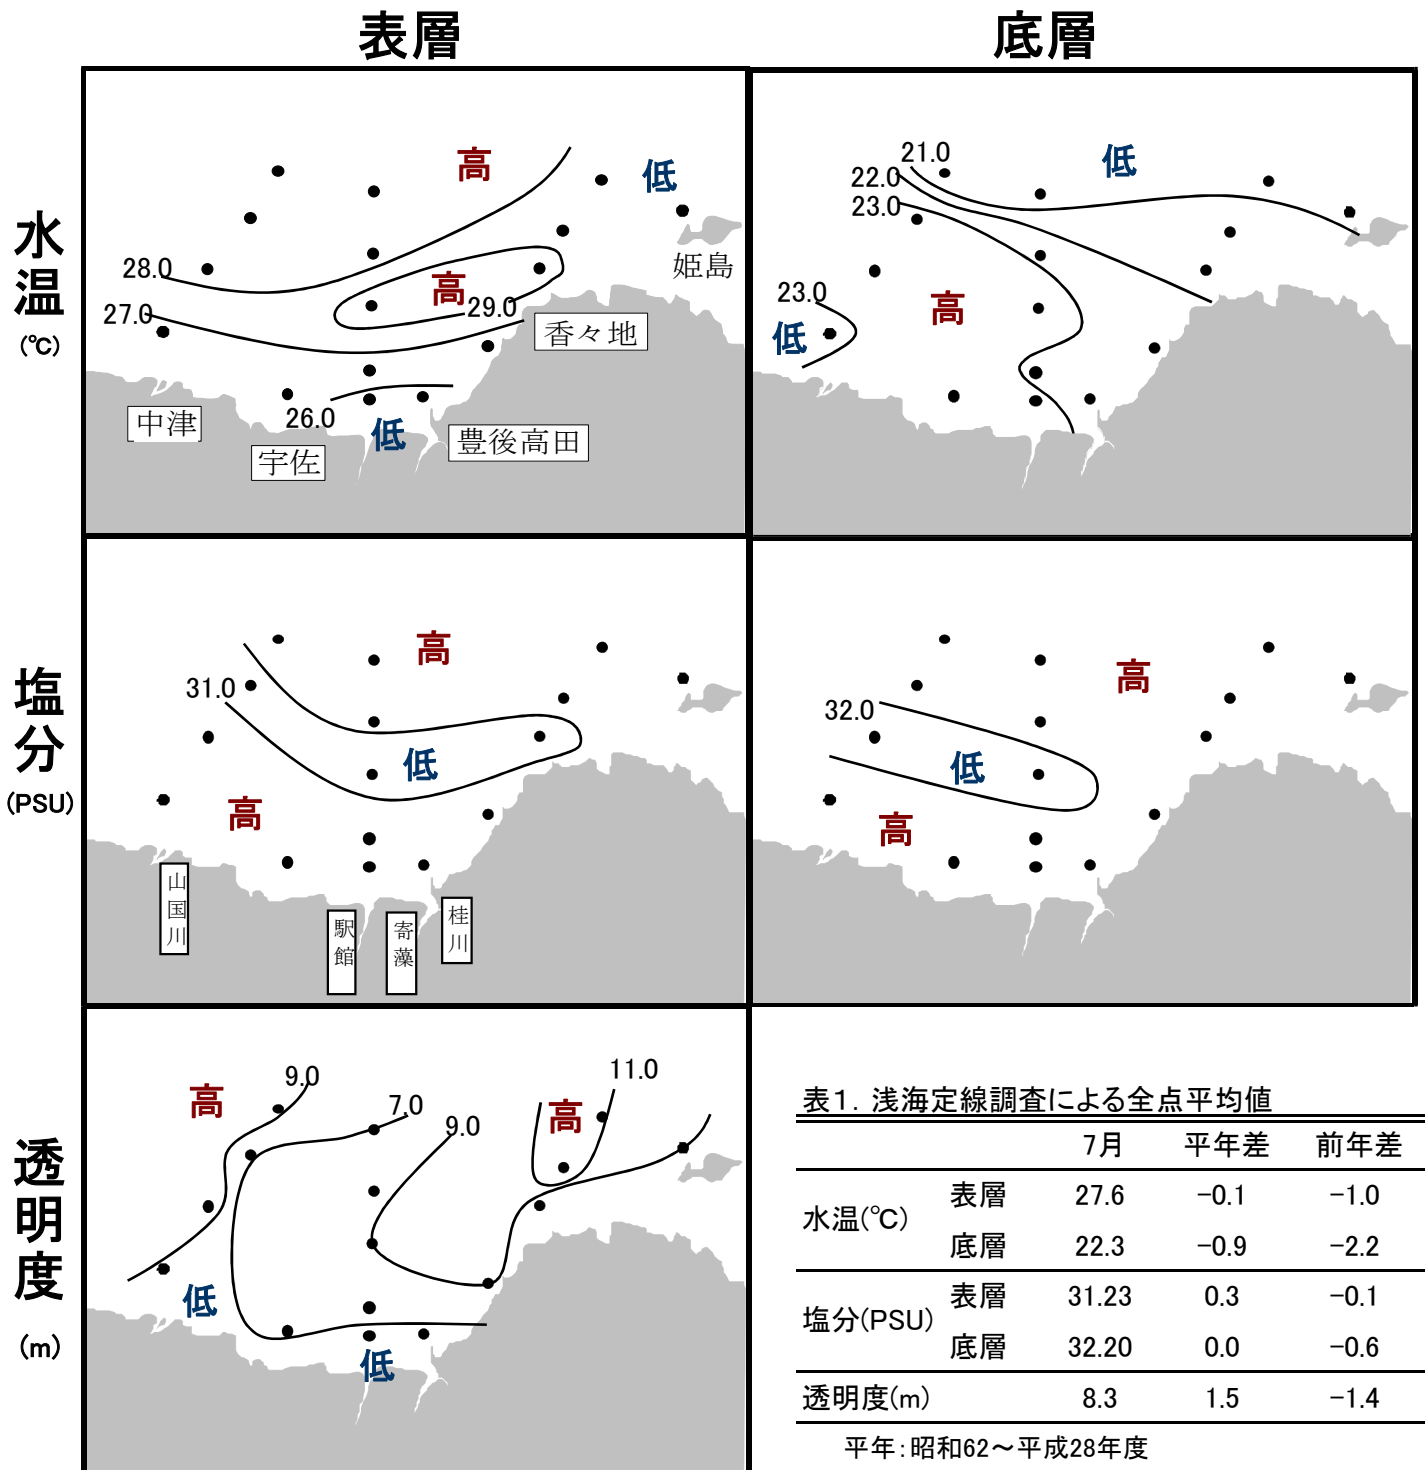 表層
底層
水温
(℃)
高
低
28.0
高
27.0
29.0
姫島
香々地
26.0
低
中津
宇佐
豊後高田
21.0
低
22.0
23.0
23.0
高
低
塩分
(PSU)
高
31.0
低
高
山国川
駅館
寄藻
桂川
高
32.0
低
高
透明度
(m)
9.0
高
7.0
9.0
11.0
高
低
低
表1. 浅海定線調査による全点平均値
7月 平年差 前年差
水温(℃) 表層 27.6 -0.1 -1.0
底層 22.3 -0.9 -2.2
塩分(PSU) 表層 31.23 0.3 -0.1
底層 32.20 0.0 -0.6
透明度(m) 8.3 1.5 -1.4
平年:昭和62～平成28年度